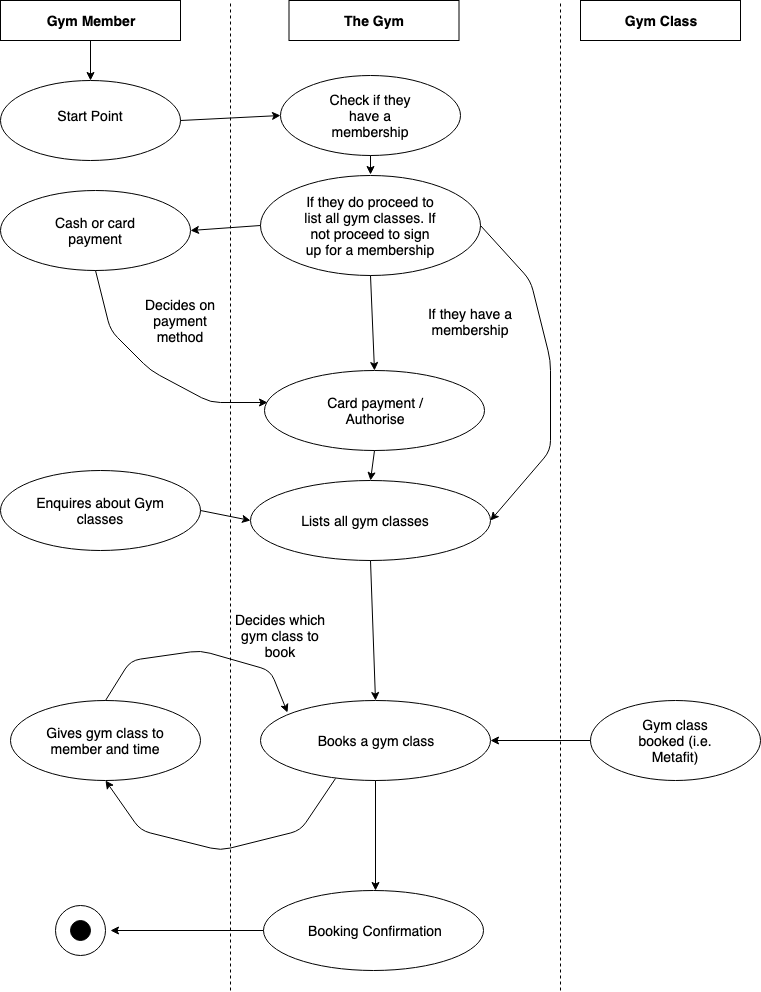 Gym Member
The Gym
Gym Class
Start Point
Check if they
have a
membership
If they do proceed to
list all gym classes. If
not proceed to sign
up for a membership
Cash or card
payment
Decides on
payment
method
If they have a
membership
Card payment /
Authorise
Enquires about Gym
classes
Lists all gym classes
Decides which
gym class to
book
Gives gym class to
member and time
Books a gym class
Gym class
booked (i.e.
Metafit)
Booking Confirmation